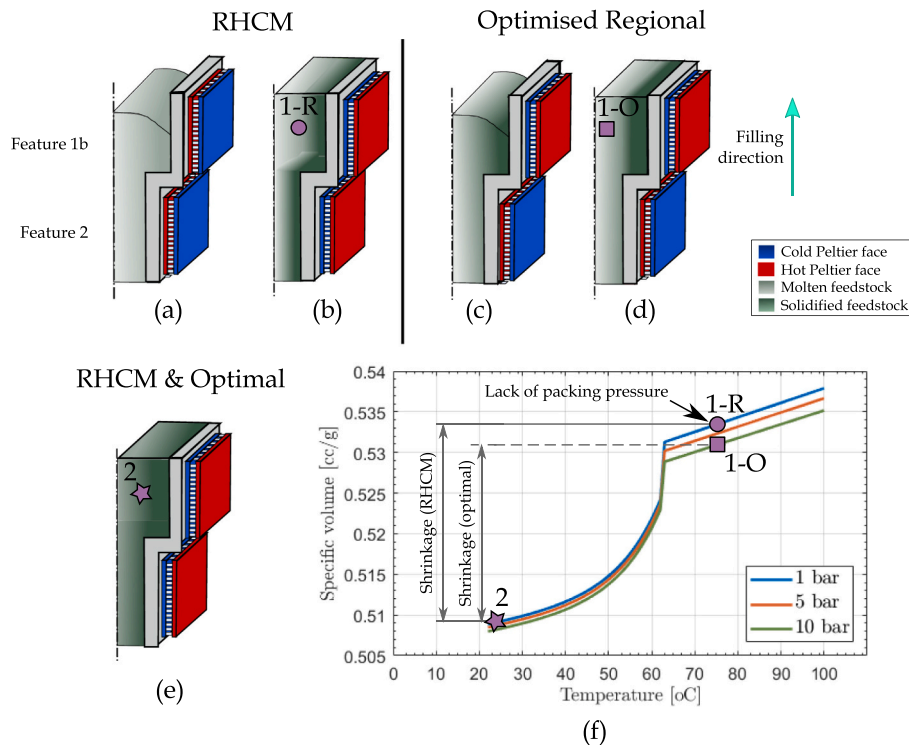 RHCM
Optimised Regional
1-R
1-O
Feature 1b
Filling
direction
Feature 2
Cold Peltier face
Hot Peltier face
Molten feedstock
Solidified feedstock
(a)
(b)
(c)
(d)
RHCM & Optimal
2
(e)
0.54
0.535
0.53
0.525
0.52
0.515
0.51
0.505
Specific volume [cc/g]
Lack of packing pressure
1-R
1-O
Shrinkage (RHCM)
Shrinkage (optimal)
2
1 bar
5 bar
10 bar
0 10 20 30 40 50 60 70 80 90 100
Temperature [oC]
(f)